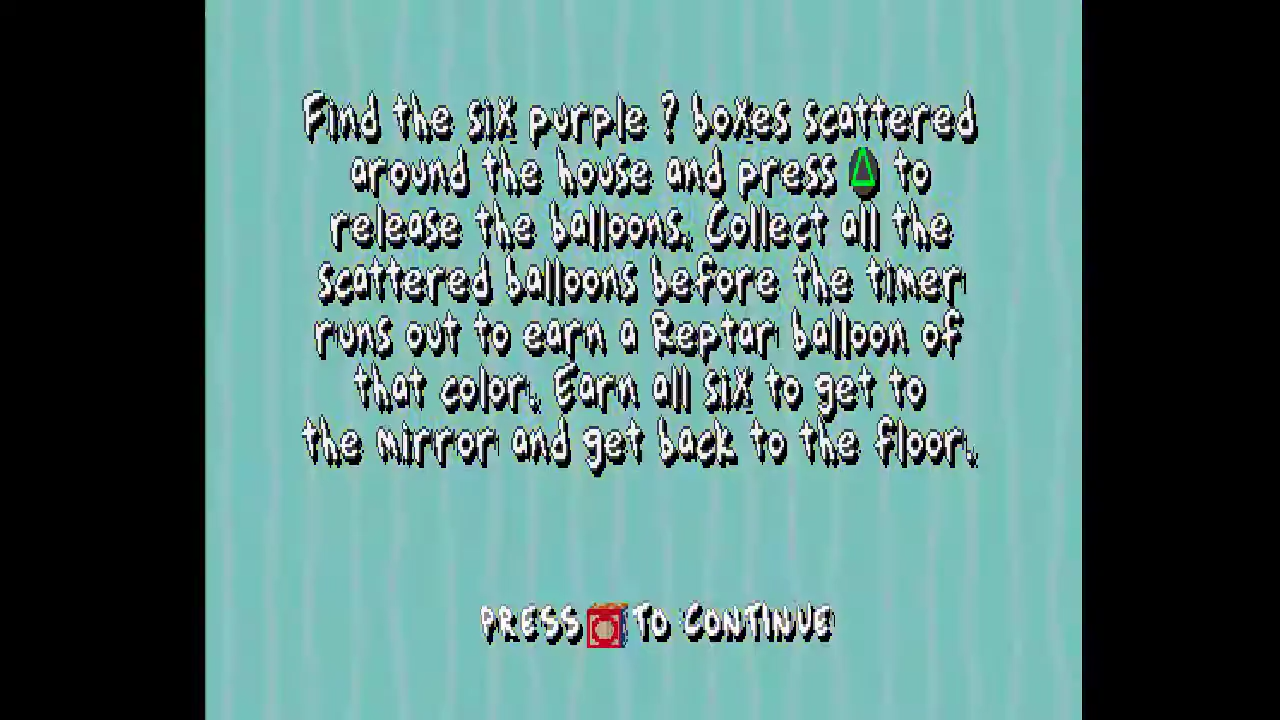 Find the six purple ? boxes scattered
around the house and press △ to
release the balloons. Collect all the
scattered balloons before the timer
runs out to earn a Reptar balloon of
that color. Earn all six to get to
the mirror and get back to the floor.
PRESS TO CONTINUE